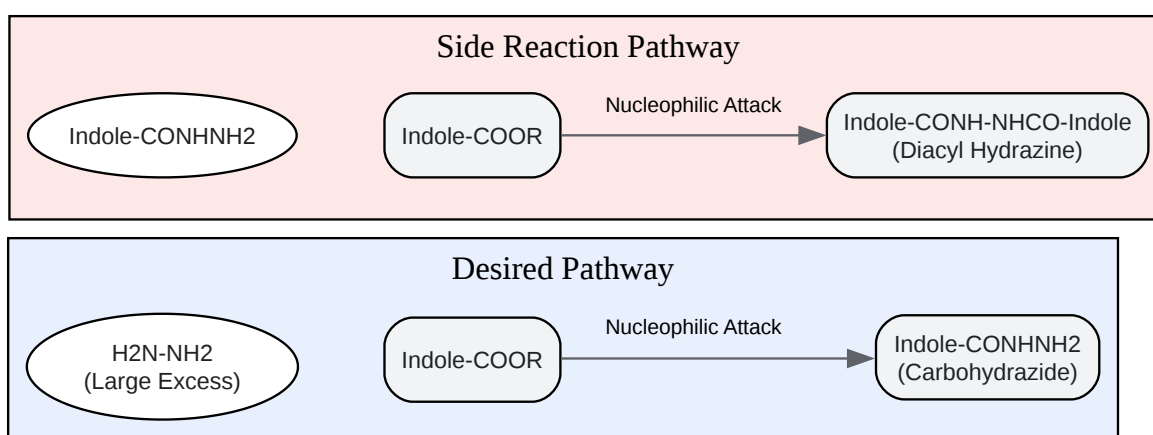 Side Reaction Pathway
Indole-CONHNH2
Indole-COOR
Nucleophilic Attack
Indole-CONH-NHCO-Indole
(Diacyl Hydrazine)
Desired Pathway
H2N-NH2
(Large Excess)
Indole-COOR
Nucleophilic Attack
Indole-CONHNH2
(Carbohydrazide)